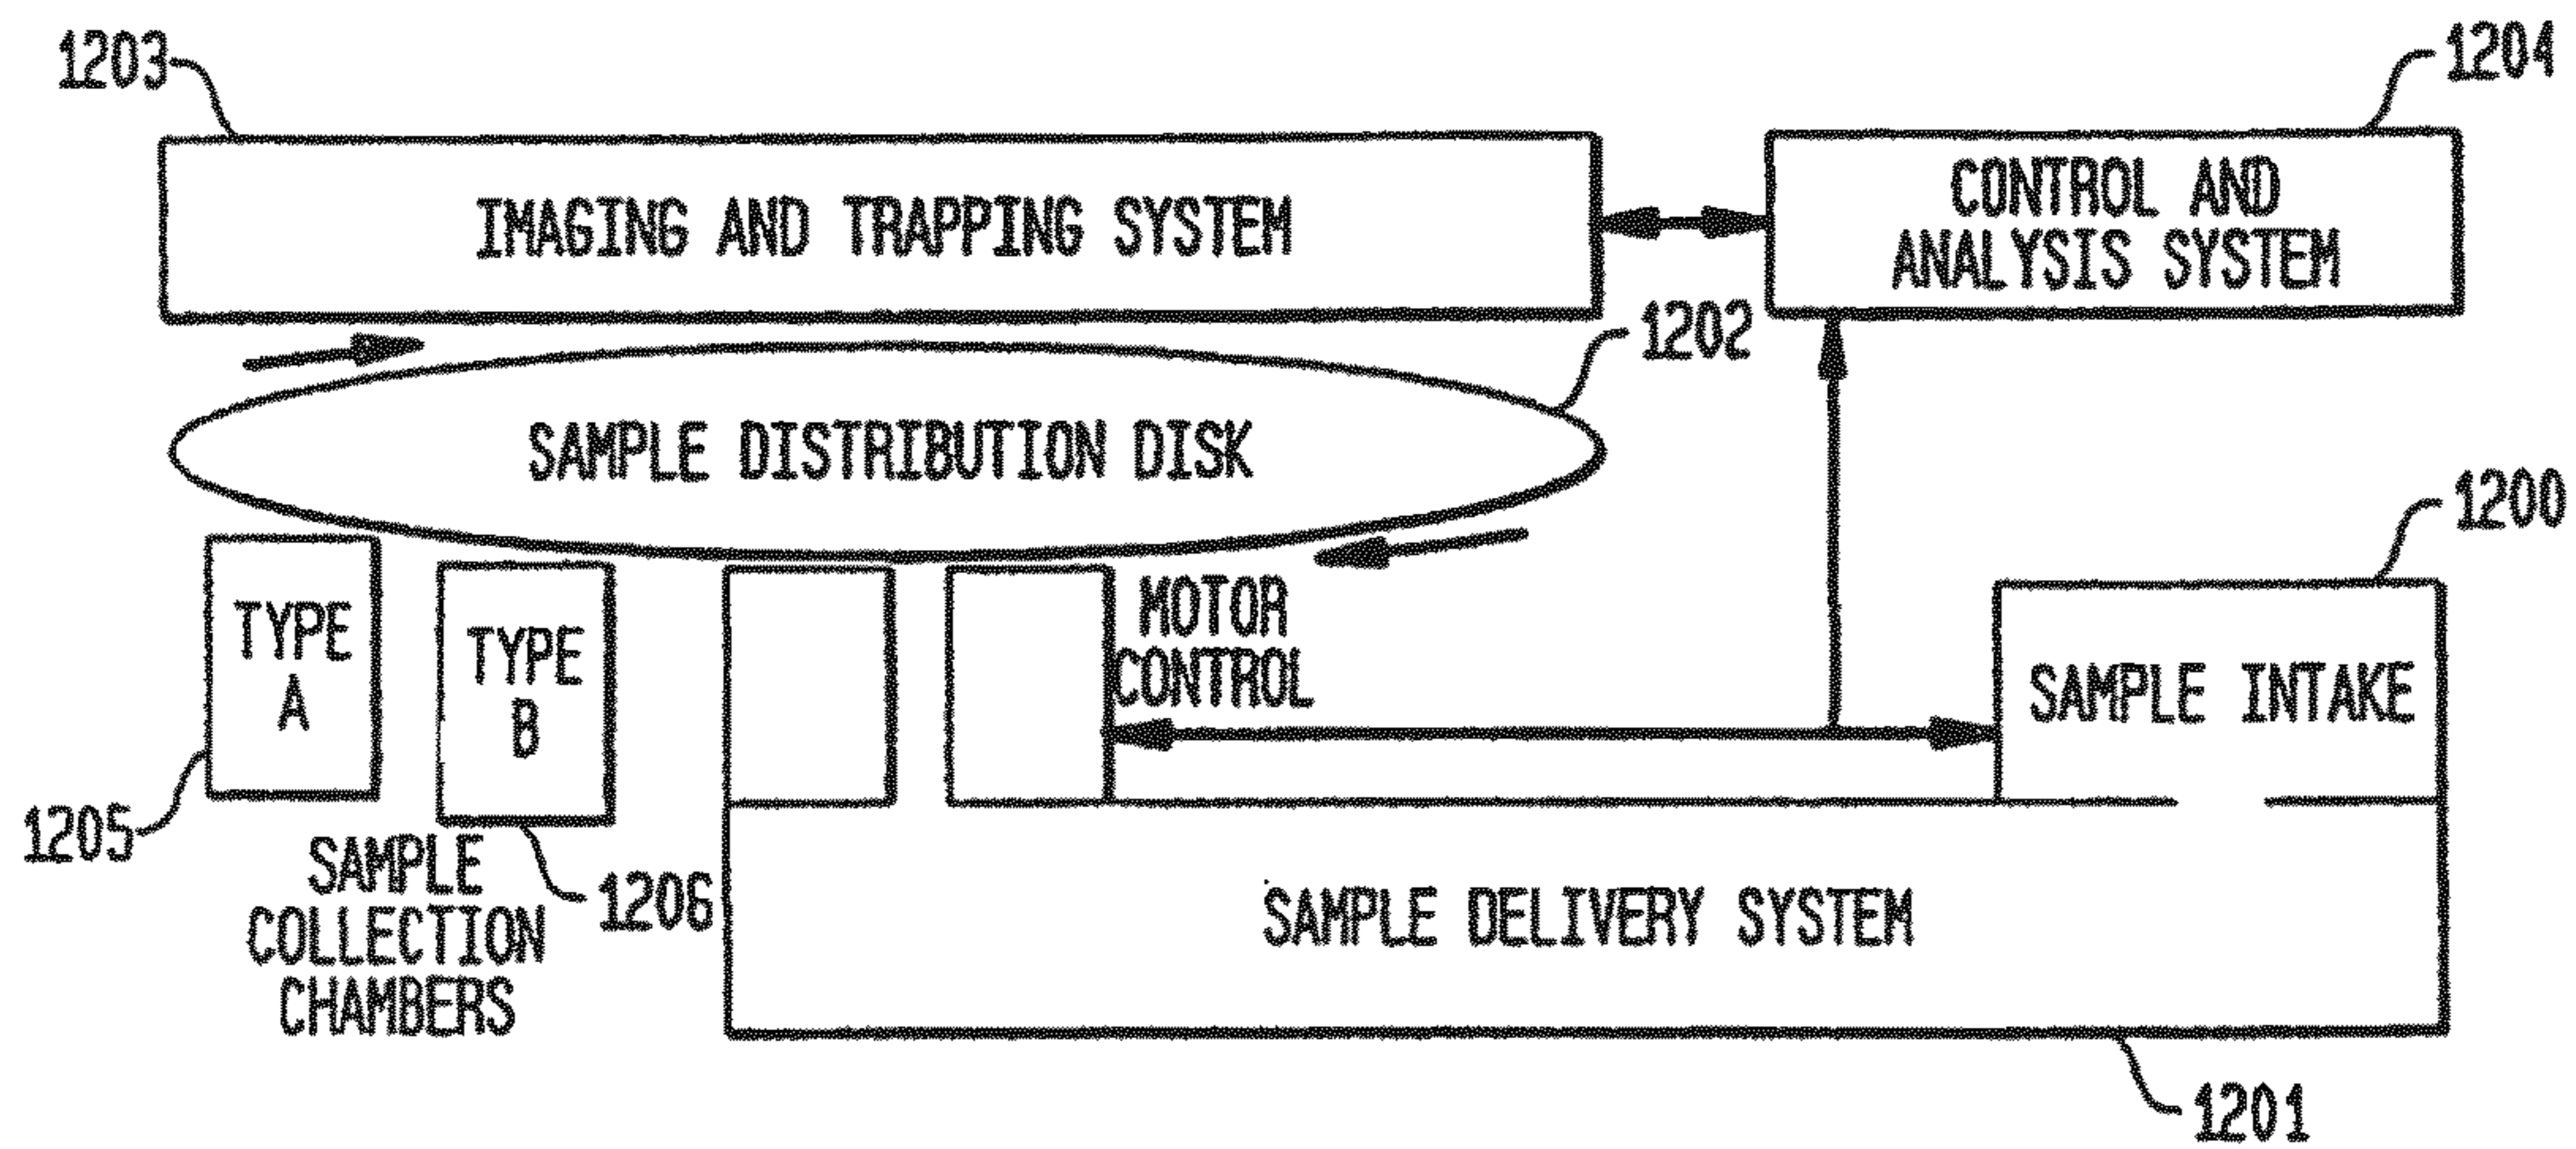 1203
1204
IMAGING AND TRAPPING SYSTEM
CONTROL AND
ANALYSIS SYSTEM
1202
SAMPLE DISTRIBUTION DISK
1200
TYPE
A
TYPE
B
MOTOR
CONTROL
SAMPLE INTAKE
1205
1206
SAMPLE
COLLECTION
CHAMBERS
SAMPLE DELIVERY SYSTEM
1201